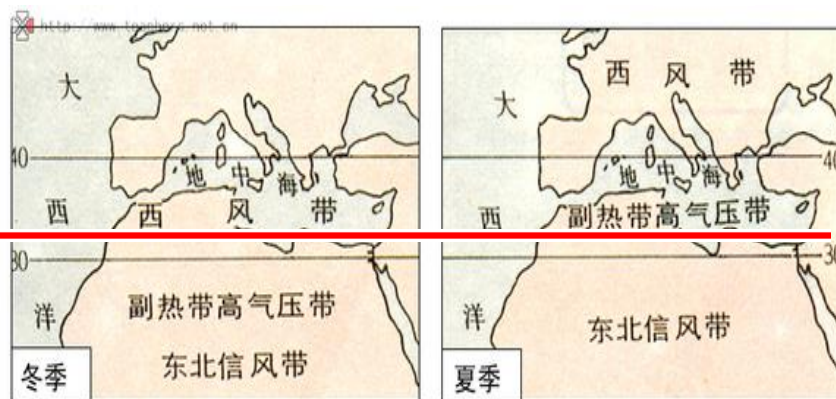 http://www.teachers.net.cn
大
40
地 中 海
西
西 风 带
30
副热带高气压带
洋
东北信风带
冬季
西 风 带
大
40
地 中 海
西
副热带高气压带
30
洋
东北信风带
夏季